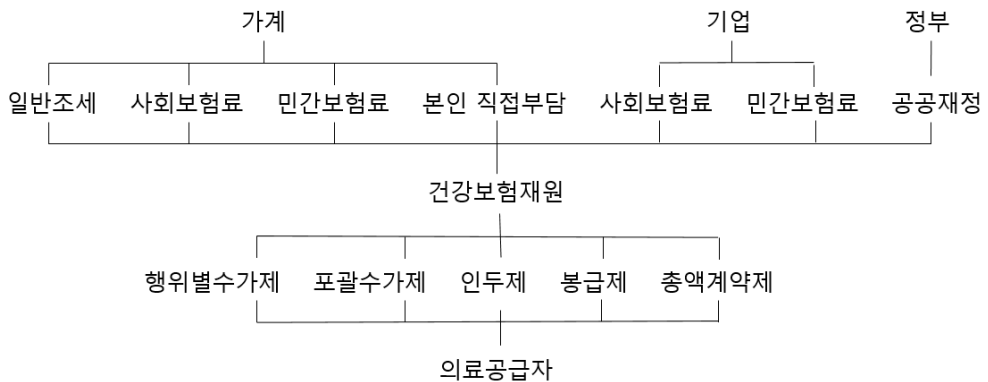 가계 기업 정부
일반조세 사회보험료 민간보험료 본인 직접부담 사회보험료 민간보험료 공공재정
건강보험재원
행위별수가제 포괄수가제 인두제 봉급제 총액계약제
의료공급자